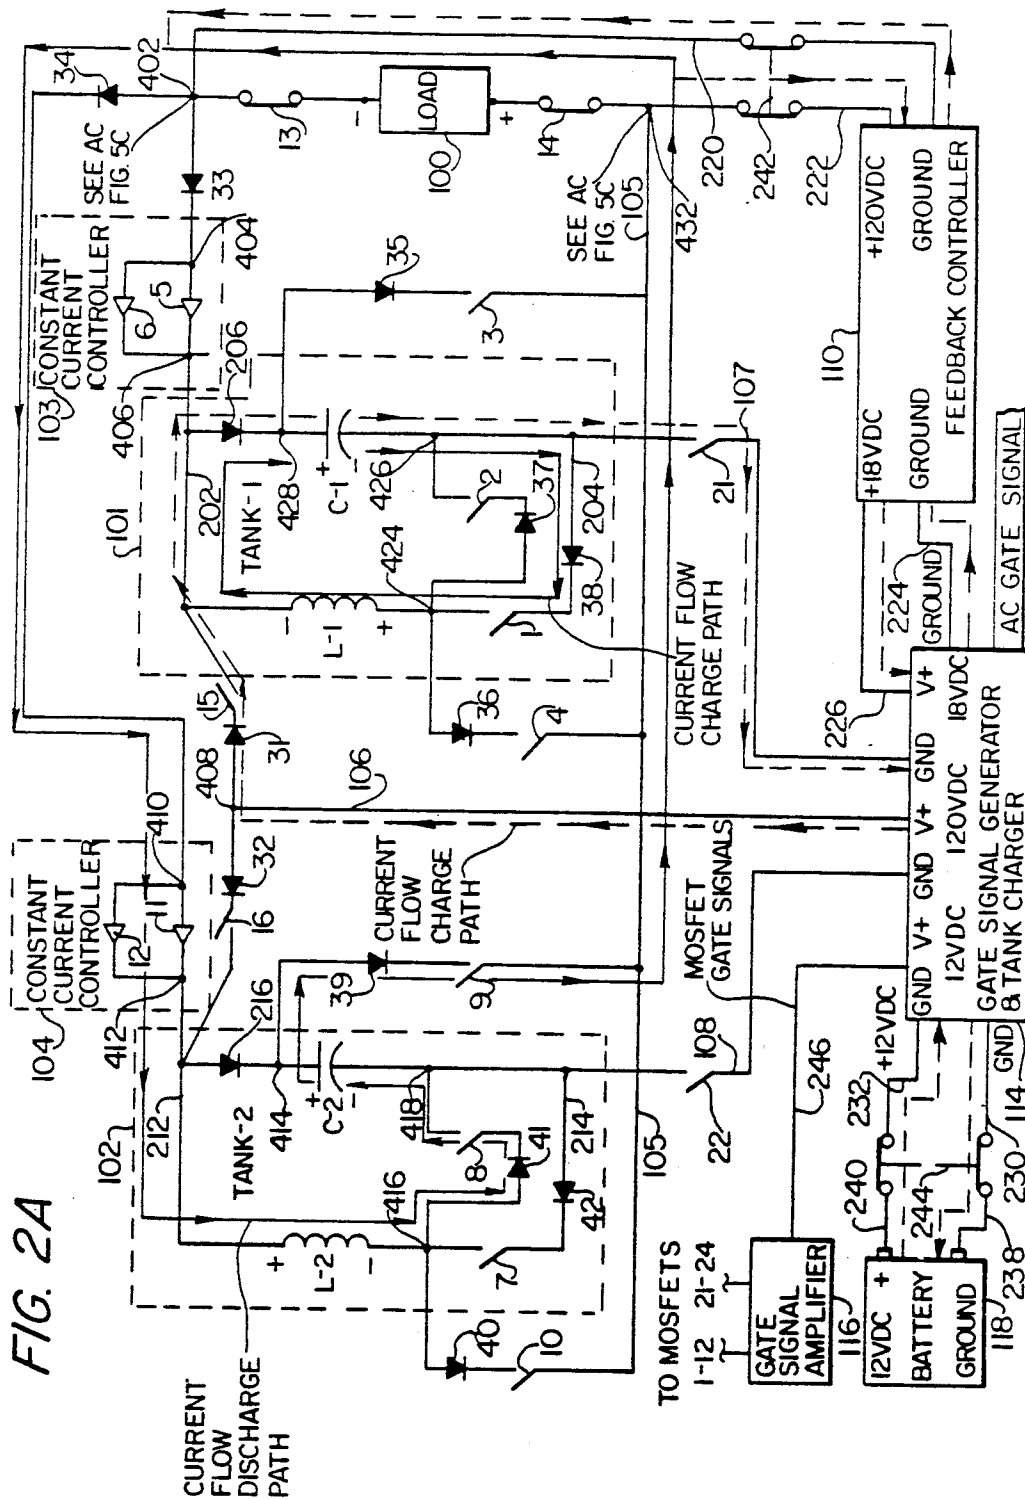 FIG. 2A
CURRENT
FLOW
DISCHARGE
PATH
102
212
104
CONSTANT
CURRENT
CONTROLLER
12
11
412
410
TANK-2
+
L-2
-
216
414
+
C-2
-
418
416
8
41
7
42
214
40
10
39
9
16
32
408
31
15
106
CURRENT
FLOW
CHARGE
PATH
105
22
108
101
202
103
CONSTANT
CURRENT
CONTROLLER
6
5
406
404
TANK-1
-
L-1
+
206
428
+
C-1
-
426
424
2
37
1
38
204
36
4
35
3
CURRENT FLOW
CHARGE PATH
21
107
33
34
402
SEE AC
FIG. 5C
13
-
LOAD
100
+
14
SEE AC
FIG. 5C
105
432
220
242
222
MOSFET
GATE SIGNALS
246
TO MOSFETS
1-12
21-24
GATE
SIGNAL
AMPLIFIER
116
12VDC +
BATTERY
GROUND
118
238
240
244
230
232
+12VDC
GND
114
GND V+ GND V+ GND V+
12VDC 120VDC 18VDC
GATE SIGNAL GENERATOR
& TANK CHARGER
226
224
GROUND
AC GATE SIGNAL
110
+18VDC
+120VDC
GROUND
GROUND
FEEDBACK CONTROLLER